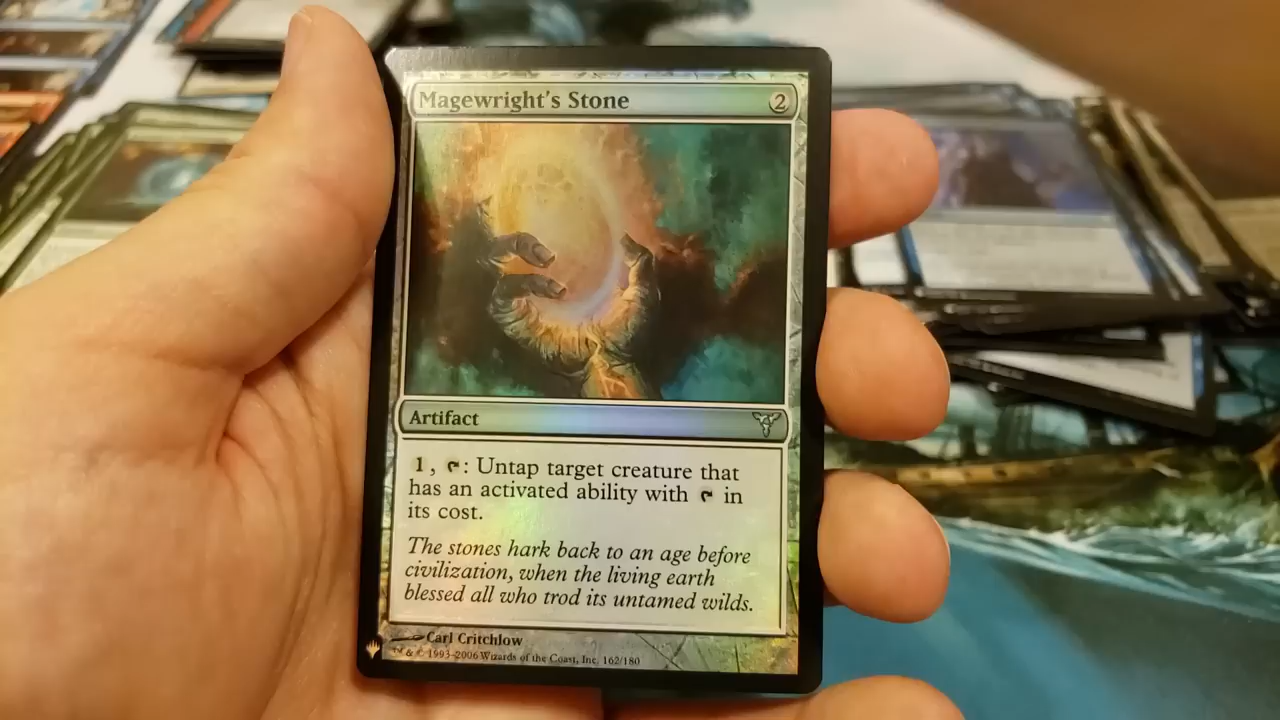 Magewright's Stone 2
Artifact
1, : Untap target creature that
has an activated ability with in
its cost.
The stones hark back to an age before
civilization, when the living earth
blessed all who trod its untamed wilds.
Carl Critchlow
™ & © 1993–2006 Wizards of the Coast, Inc. 162/180